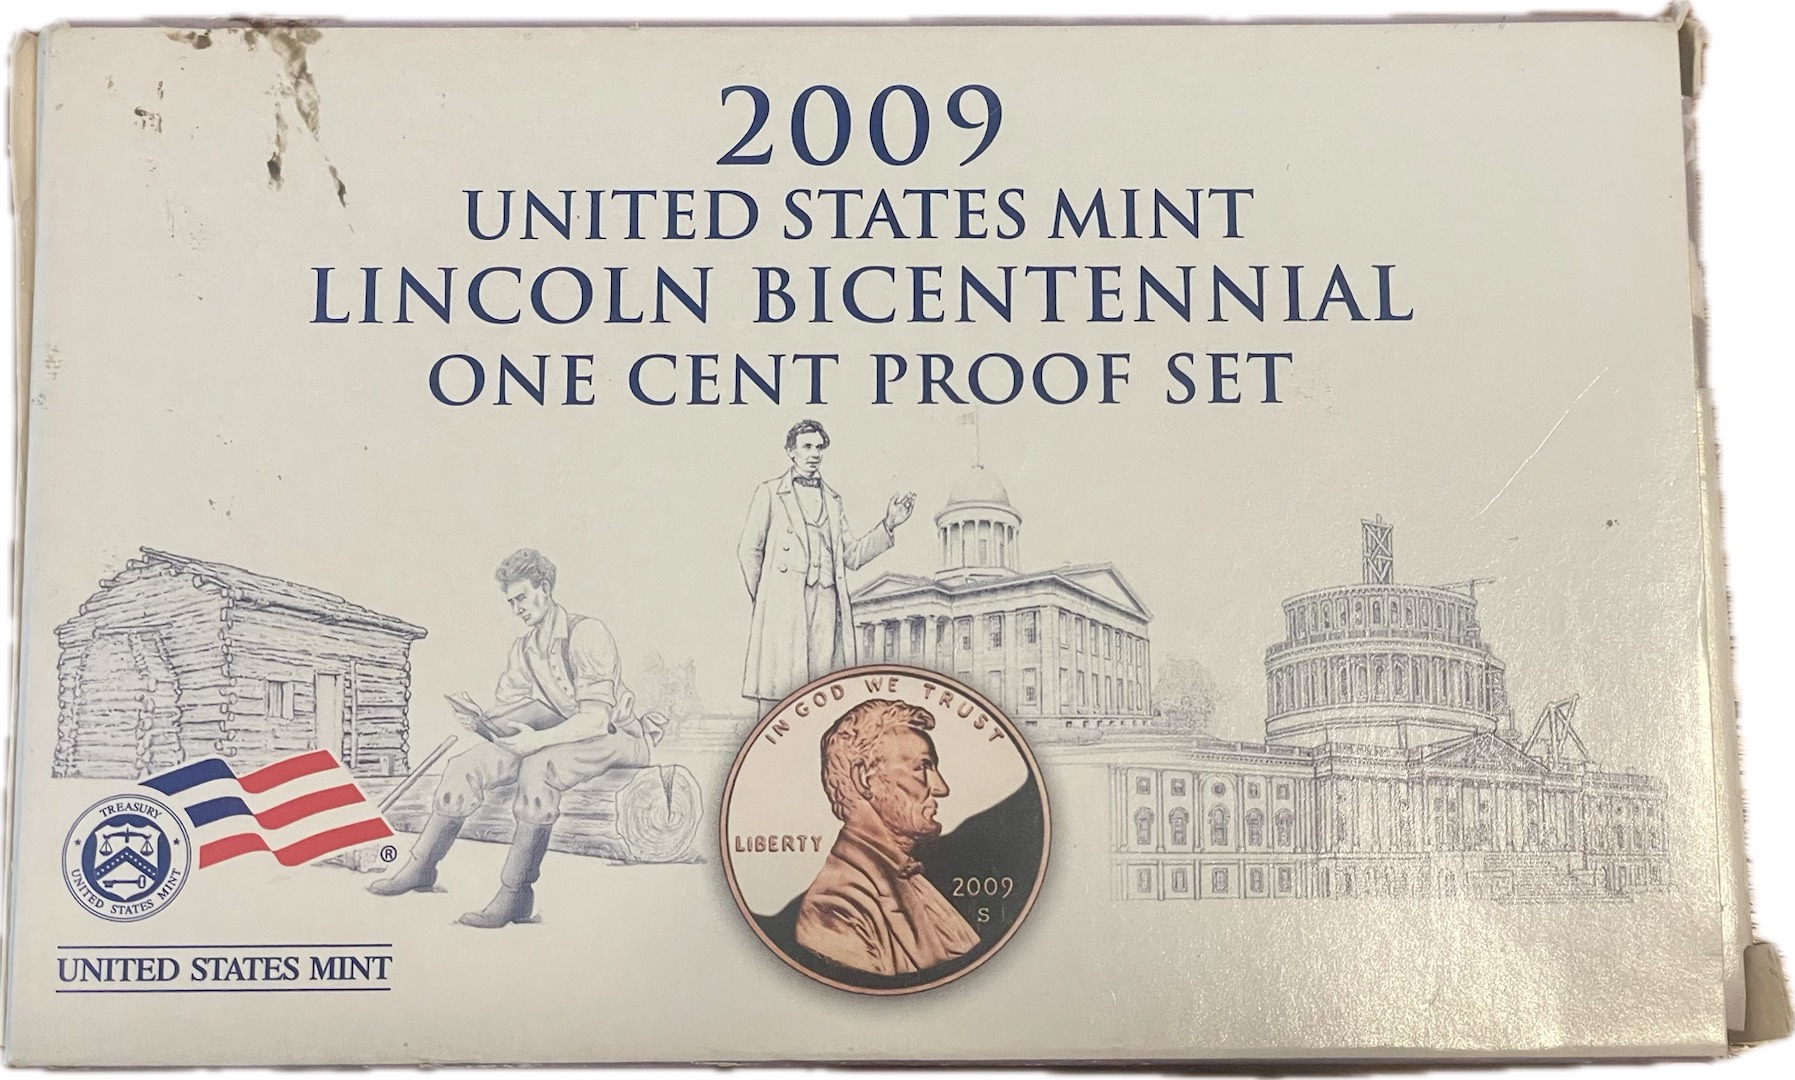 2009
UNITED STATES MINT
LINCOLN BICENTENNIAL
ONE CENT PROOF SET
IN GOD WE TRUST
LIBERTY
2009
S
TREASURY
UNITED STATES MINT
®
UNITED STATES MINT